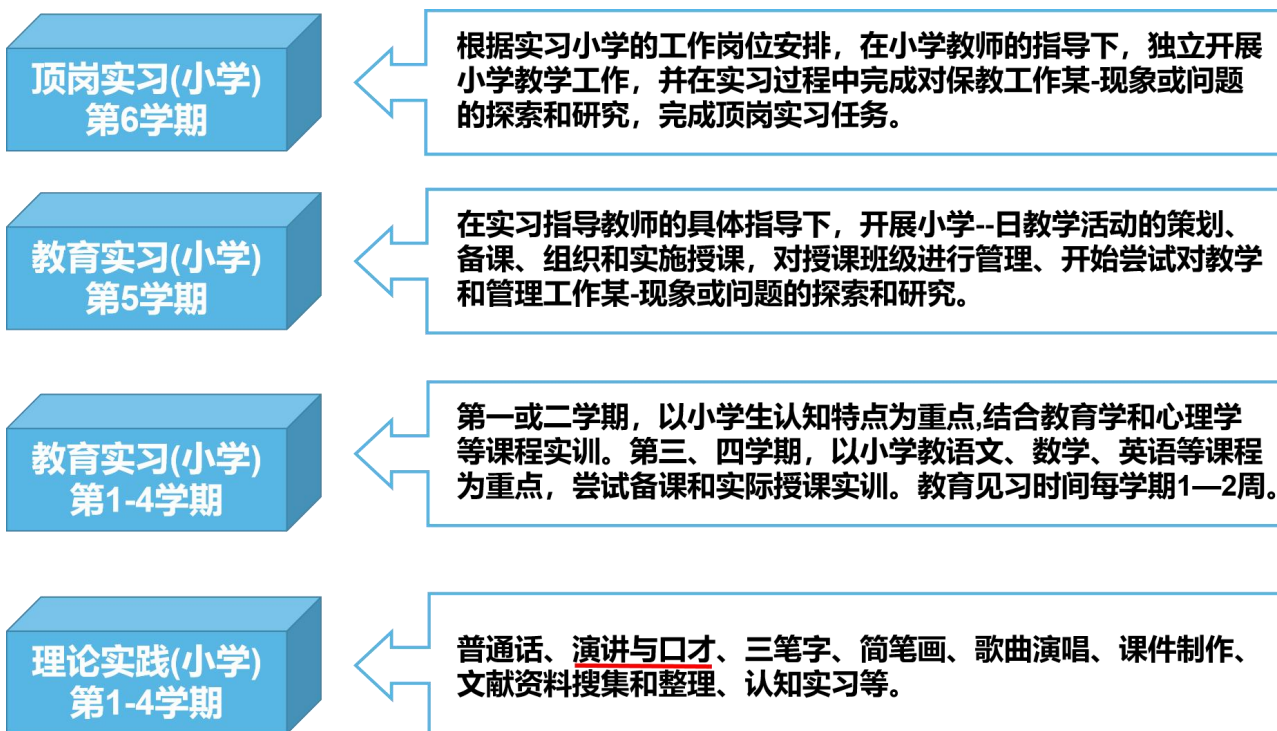 顶岗实习(小学)
第6学期
根据实习小学的工作岗位安排，在小学教师的指导下，独立开展
小学教学工作，并在实习过程中完成对保教工作某-现象或问题
的探索和研究，完成顶岗实习任务。
教育实习(小学)
第5学期
在实习指导教师的具体指导下，开展小学--日教学活动的策划、
备课、组织和实施授课，对授课班级进行管理、开始尝试对教学
和管理工作某-现象或问题的探索和研究。
教育实习(小学)
第1-4学期
第一或二学期，以小学生认知特点为重点,结合教育学和心理学
等课程实训。第三、四学期，以小学教语文、数学、英语等课程
为重点，尝试备课和实际授课实训。教育见习时间每学期1—2周。
理论实践(小学)
第1-4学期
普通话、演讲与口才、三笔字、简笔画、歌曲演唱、课件制作、
文献资料搜集和整理、认知实习等。